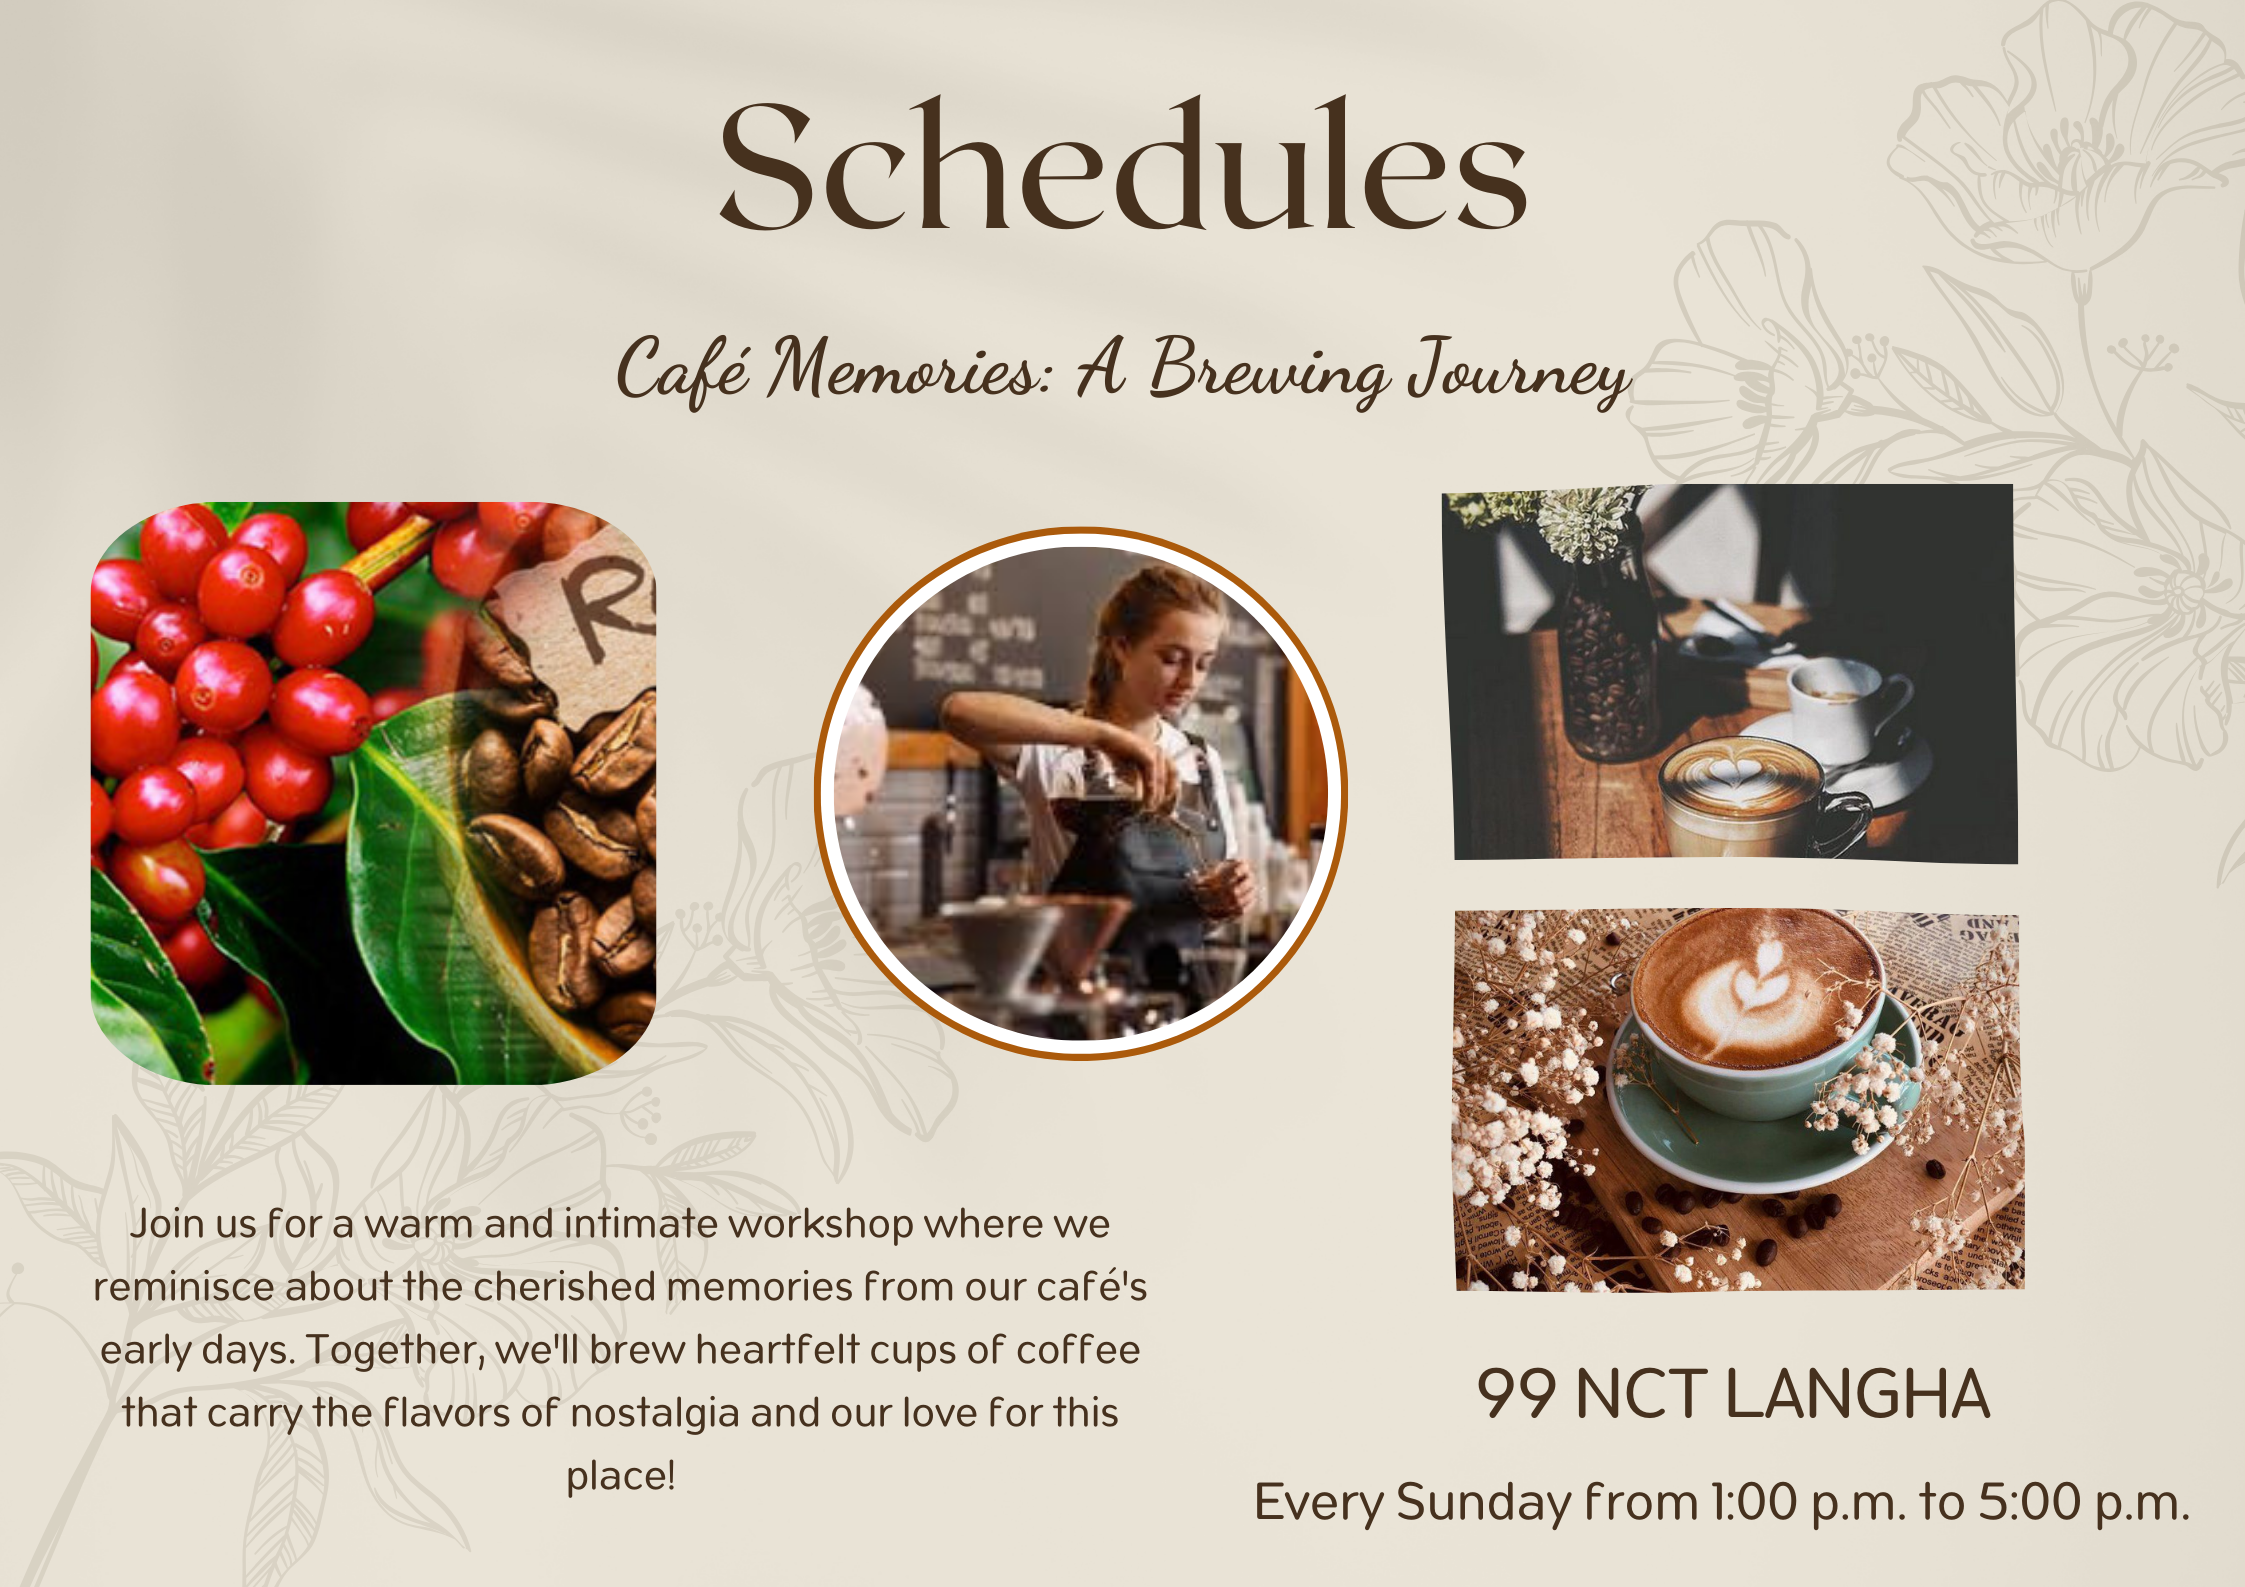 Schedules
Café Memories: A Brewing Journey
Join us for a warm and intimate workshop where we
reminisce about the cherished memories from our café's
early days. Together, we'll brew heartfelt cups of coffee
that carry the flavors of nostalgia and our love for this
place!
99 NCT LANGHA
Every Sunday from 1:00 p.m. to 5:00 p.m.